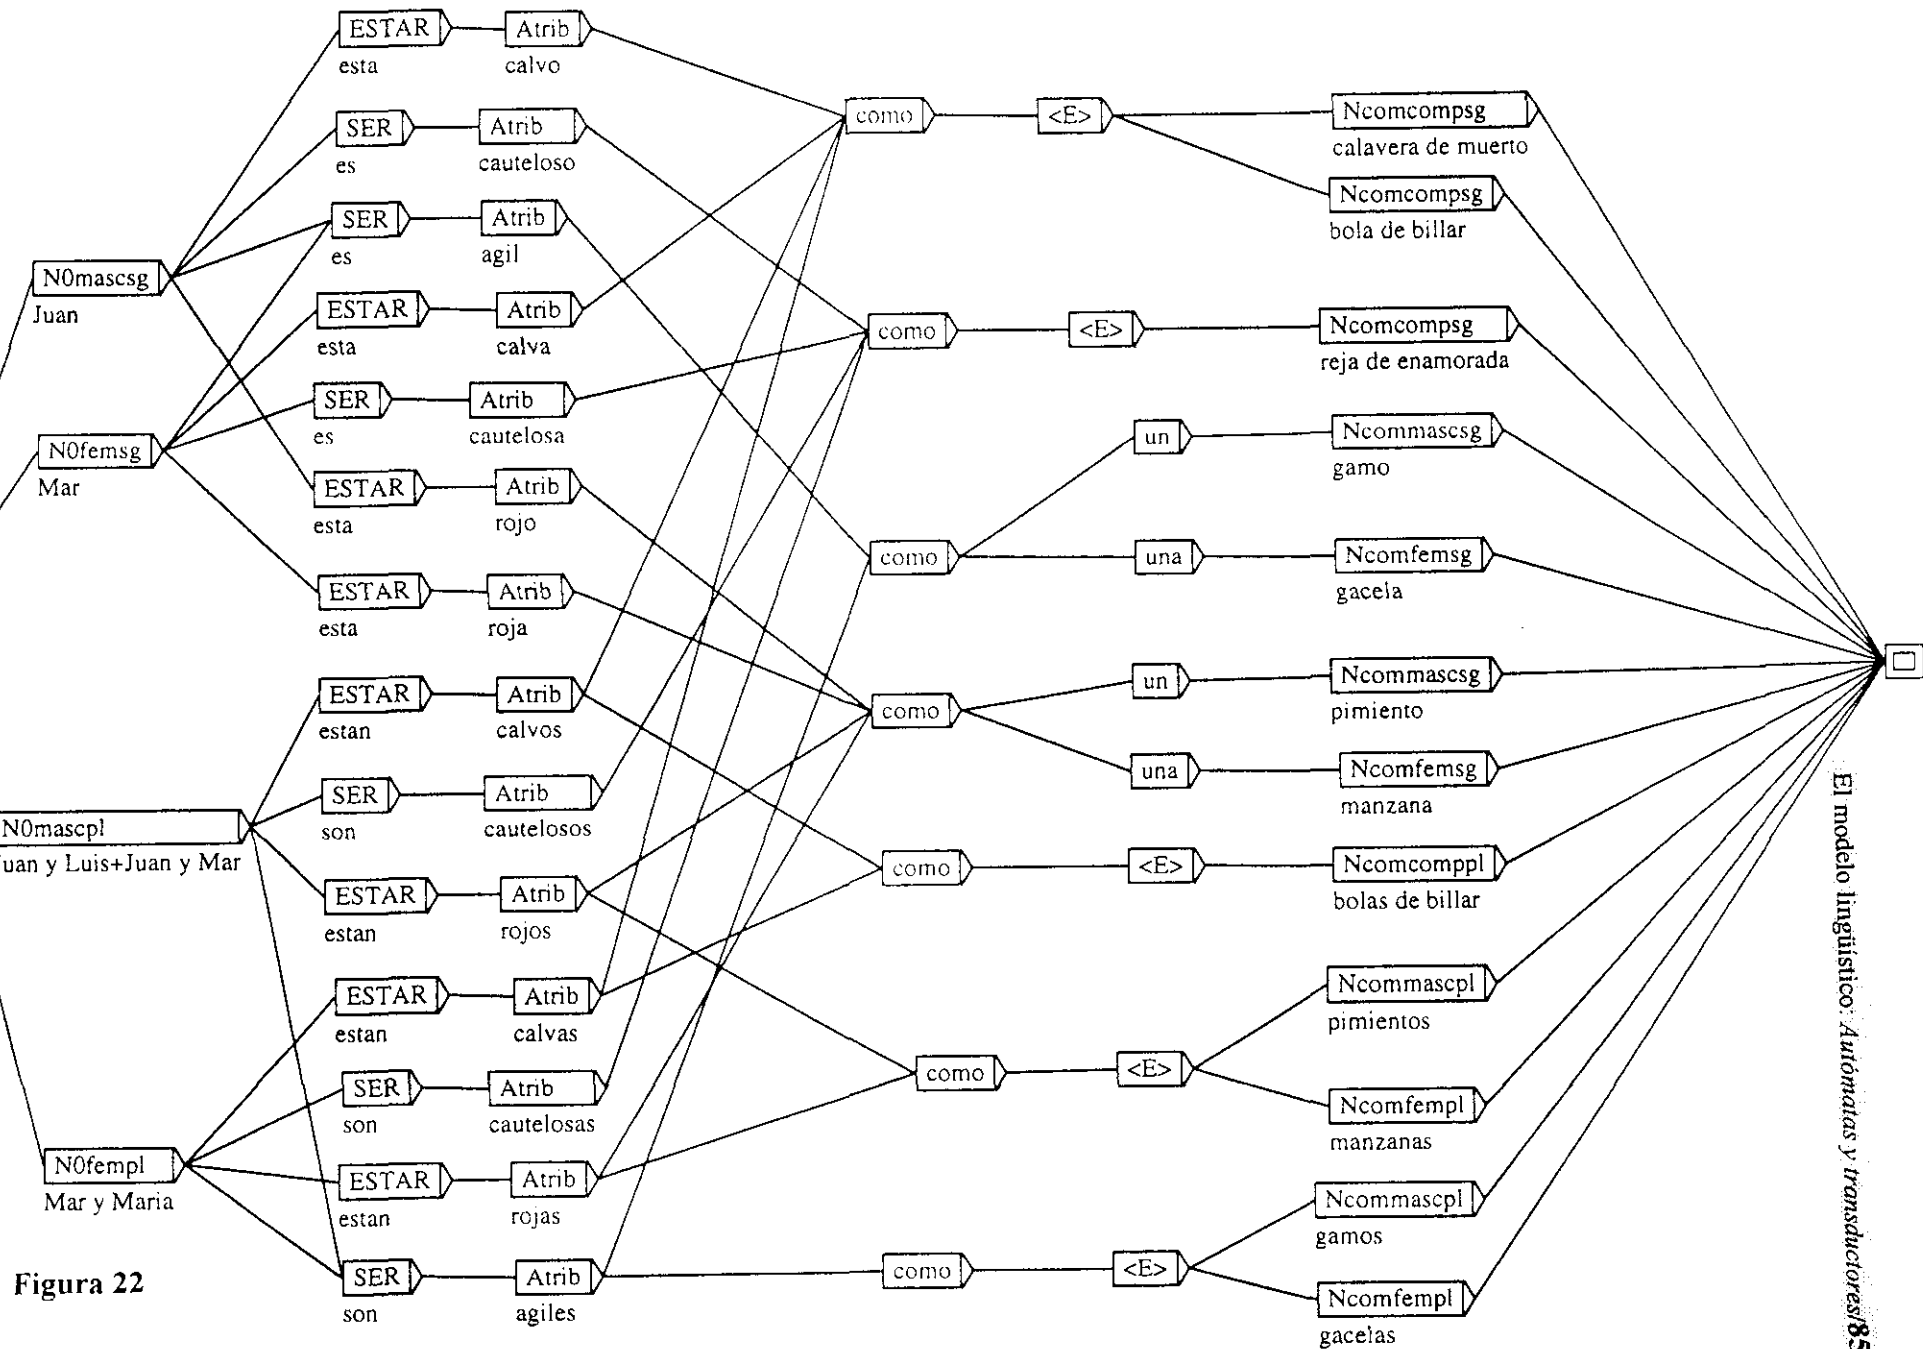 ESTAR Atrib
esta calvo
SER Atrib
es cauteloso
SER Atrib
es agil
ESTAR Atrib
esta calva
SER Atrib
es cautelosa
ESTAR Atrib
esta rojo
ESTAR Atrib
esta roja
ESTAR Atrib
estan calvos
SER Atrib
son cautelosos
ESTAR Atrib
estan rojos
ESTAR Atrib
estan calvas
SER Atrib
son cautelosas
ESTAR Atrib
estan rojas
SER Atrib
son agiles
N0mascsg
Juan
N0femsg
Mar
N0mascpl
Juan y Luis+Juan y Mar
N0fempl
Mar y Maria
como <E> Ncomcompsg
calavera de muerto
Ncomcompsg
bola de billar
como <E> Ncomcompsg
reja de enamorada
un Ncommascsg
gamo
como una Ncomfemsg
gacela
un Ncommascsg
pimiento
como
una Ncomfemsg
manzana
como <E> Ncomcomppl
bolas de billar
Ncommascpl
pimientos
como <E>
Ncomfempl
manzanas
Ncommascpl
gamos
como <E>
Ncomfempl
gacelas
Figura 22
El modelo lingüístico: Autómatas y transductores/85